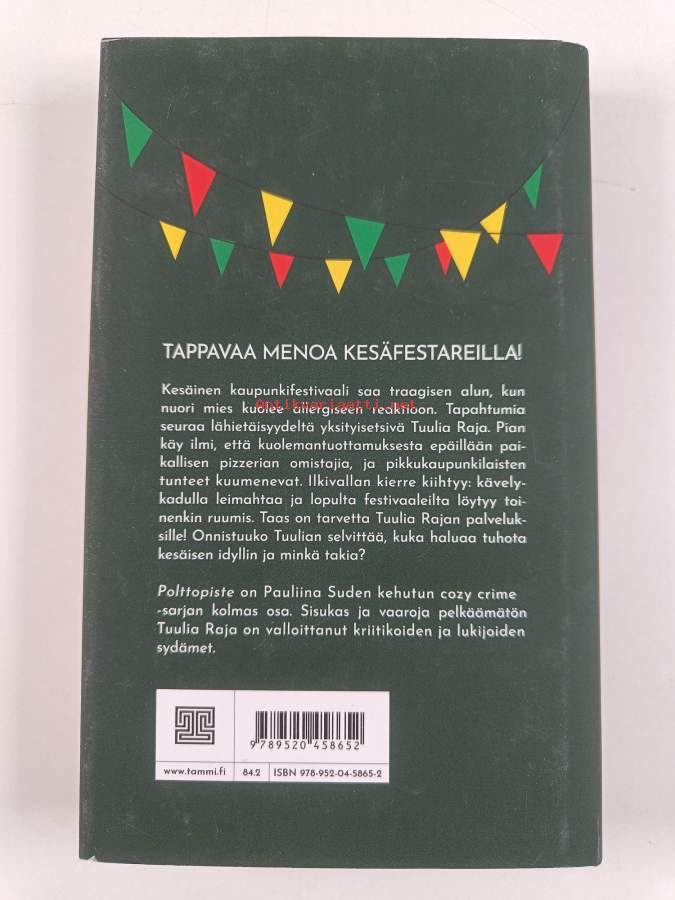 TAPPAVAA MENOA KESÄFESTAREILLA!
Kesäinen kaupunkifestivaali saa traagisen alun, kun
nuori mies kuolee allergiseen reaktioon. Tapahtumia
Antikvariaatti.net
seuraa lähietäisyydeltä yksityisetsivä Tuulia Raja. Pian
käy ilmi, että kuolemantuottamuksesta epäillään pai-
kallisen pizzerian omistajia, ja pikkukaupunkilaisten
tunteet kuumenevat. Ilkivallan kierre kiihtyy: kävely-
kadulla leimahtaa ja lopulta festivaaleilta löytyy toi-
nenkin ruumis. Taas on tarvetta Tuulia Rajan palveluk-
sille! Onnistuuko Tuulian selvittää, kuka haluaa tuhota
kesäisen idyllin ja minkä takia?
Polttopiste on Pauliina Suden kehutun cozy crime
-sarjan kolmas osa. Sisukas ja vaaroja pelkäämätön
Tuulia Raja on valloittanut kriitikoiden ja lukijoiden
sydämet.
9 789520 458652
www.tammi.fi 84.2 ISBN 978-952-04-5865-2